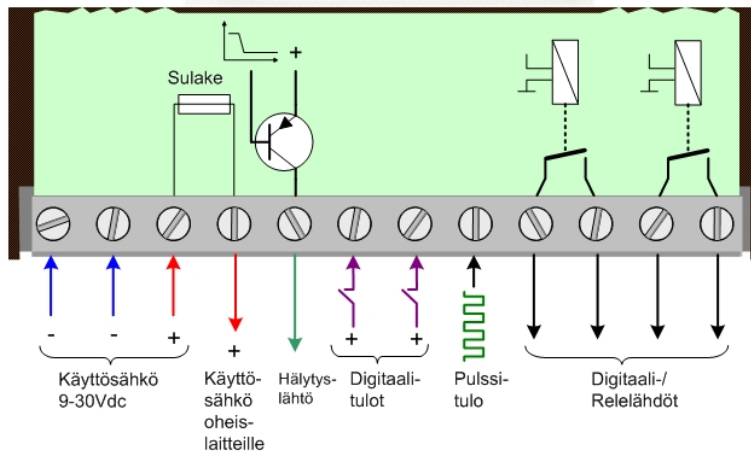 +
Sulake
- - + + + +
Käyttösähkö
9-30Vdc
Käyttö-
sähkö
oheis-
laitteille
Hälytys-
lähtö
Digitaali-
tulot
Pulssi-
tulo
Digitaali-/
Relelähdöt